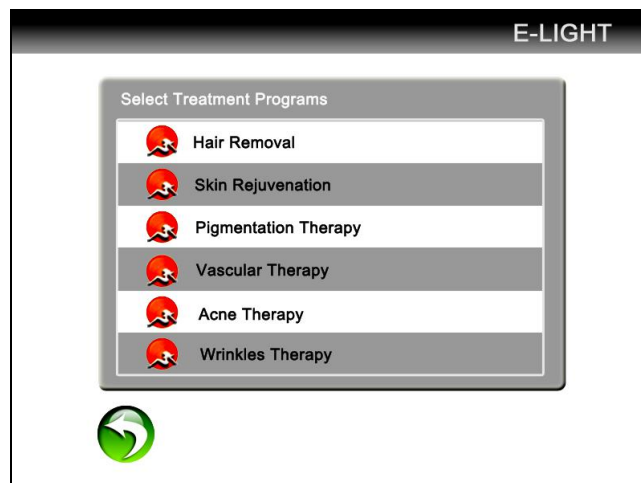 E-LIGHT
Select Treatment Programs
Hair Removal
Skin Rejuvenation
Pigmentation Therapy
Vascular Therapy
Acne Therapy
Wrinkles Therapy